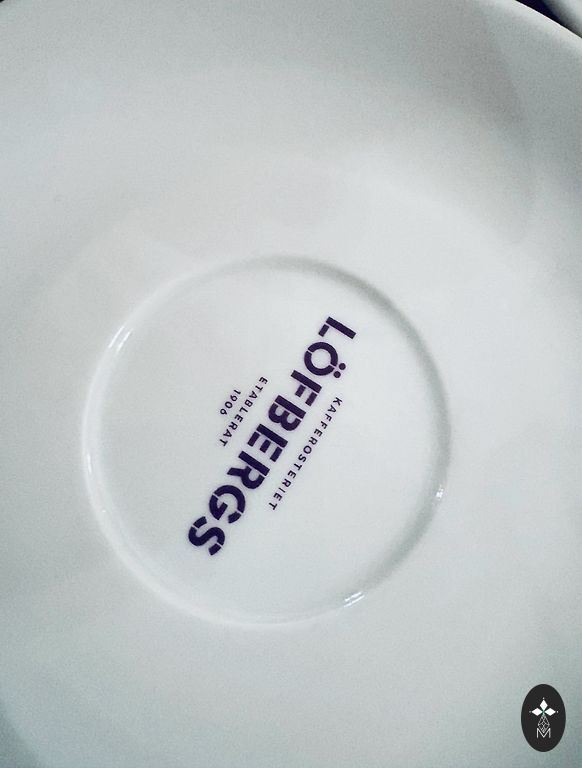 KAFFEROSTERIET
LÖFBERGS
ETABLERAT
1906
M